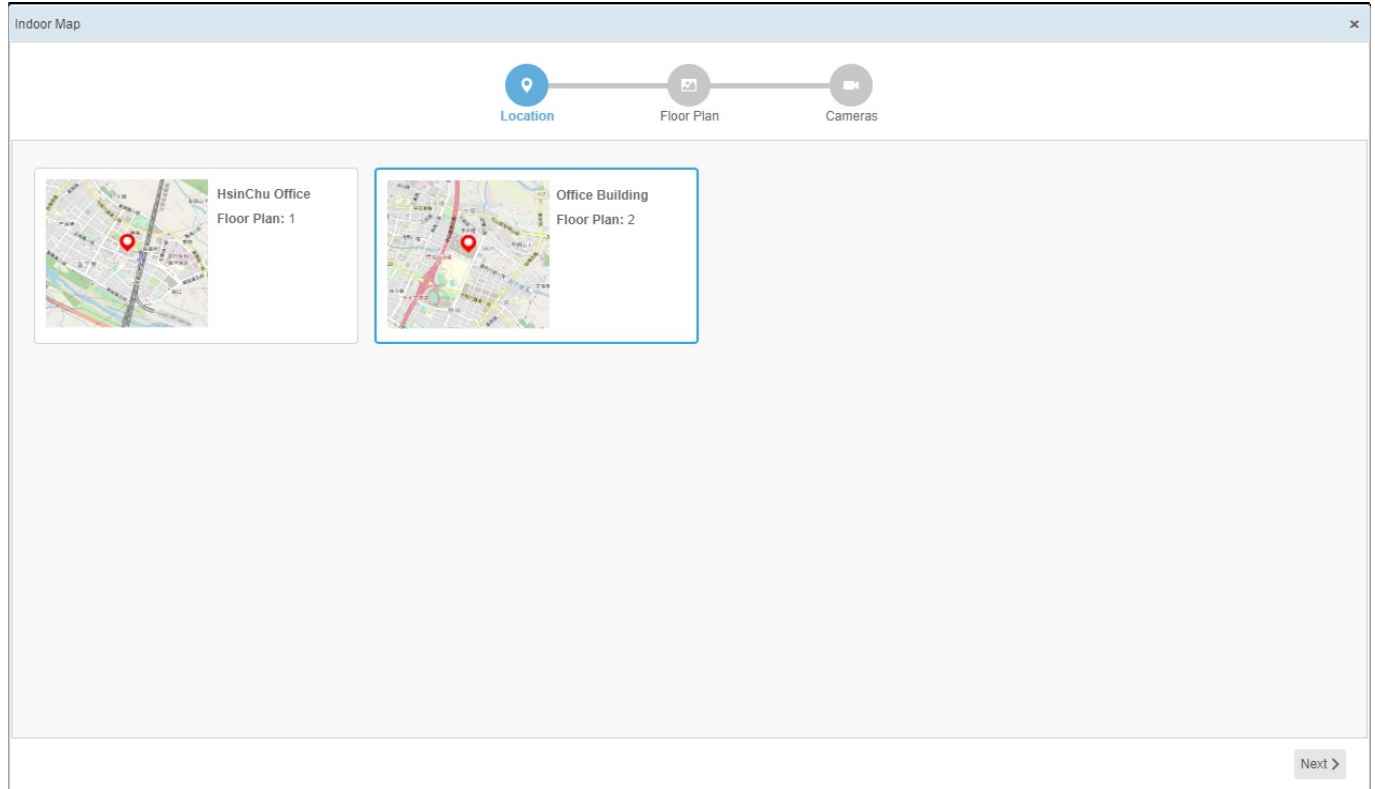 Indoor Map
Location
Floor Plan
Cameras
HsinChu Office
Floor Plan: 1
Office Building
Floor Plan: 2
Next